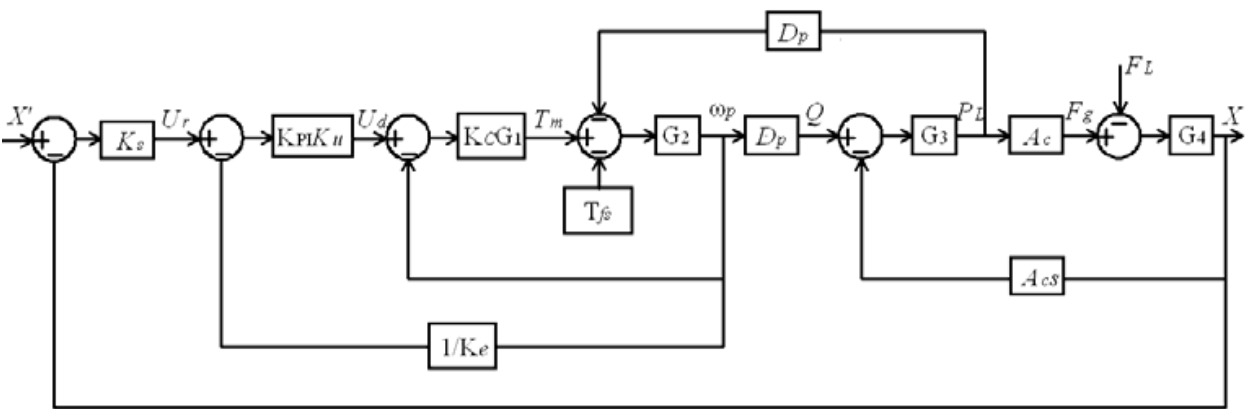 Dp
X' + − Ks Ur + − KPIKu Ud + − KCG1 Tm + − − G2 ωp Dp Q + − G3 PL Ac Fg + − FL G4 X
Tfs
Acs
1/Ke